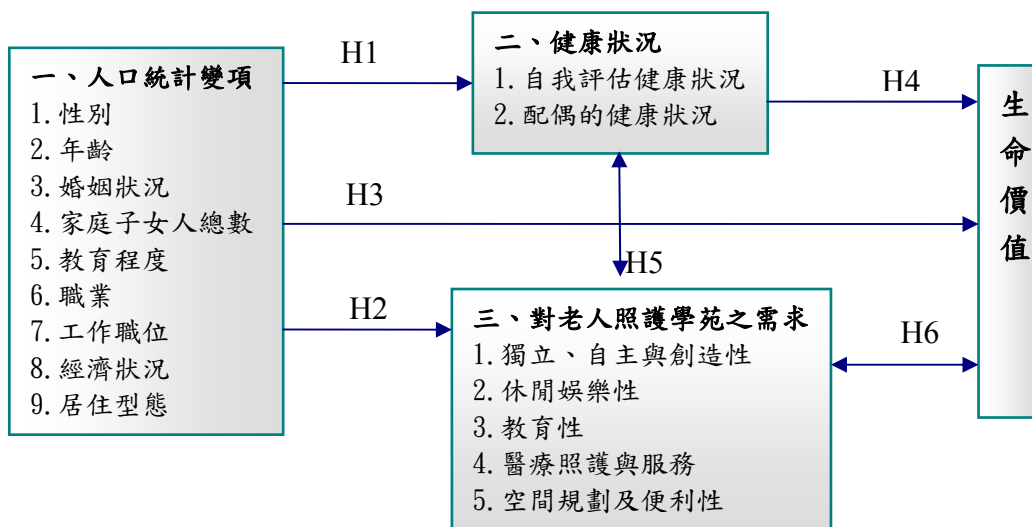 一、人口統計變項
1.性別
2.年齡
3.婚姻狀況
4.家庭子女人總數
5.教育程度
6.職業
7.工作職位
8.經濟狀況
9.居住型態
H1
二、健康狀況
1.自我評估健康狀況
2.配偶的健康狀況
H4
H3
H5
H2
三、對老人照護學苑之需求
1.獨立、自主與創造性
2.休閒娛樂性
3.教育性
4.醫療照護與服務
5.空間規劃及便利性
H6
生
命
價
值